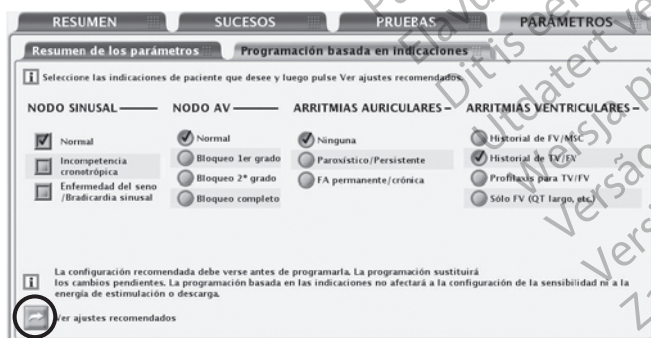 RESUMEN SUCESOS PRUEBAS PARÁMETROS
Resumen de los parámetros Programación basada en indicaciones
i Seleccione las indicaciones de paciente que desee y luego pulse Ver ajustes recomendados.
NODO SINUSAL NODO AV ARRITMIAS AURICULARES ARRITMIAS VENTRICULARES
Normal Normal Ninguna Historial de FV/MSC
Incompetencia cronotrópica Bloqueo 1er grado Paroxístico/Persistente Historial de TV/FV
Enfermedad del seno /Bradicardia sinusal Bloqueo 2º grado FA permanente/crónica Profilaxis para TV/FV
Bloqueo completo Sólo FV (QT largo, etc.)
La configuración recomendada debe verse antes de programarla. La programación sustituirá
i los cambios pendientes. La programación basada en las indicaciones no afectará a la configuración de la sensibilidad ni a la
energía de estimulación o descarga.
Ver ajustes recomendados
Utdatert